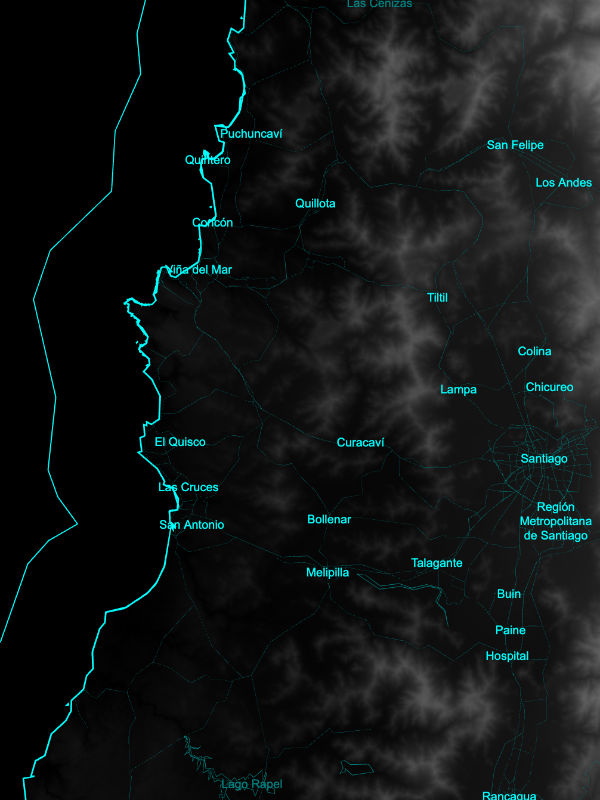 Las Cenizas
Puchuncaví
San Felipe
Quintero
Los Andes
Quillota
Concón
Viña del Mar
Tiltil
Colina
Chicureo
Lampa
El Quisco
Curacaví
Santiago
Las Cruces
Región
Metropolitana
de Santiago
Bollenar
San Antonio
Talagante
Melipilla
Buin
Paine
Hospital
Lago Rapel
Rancagua